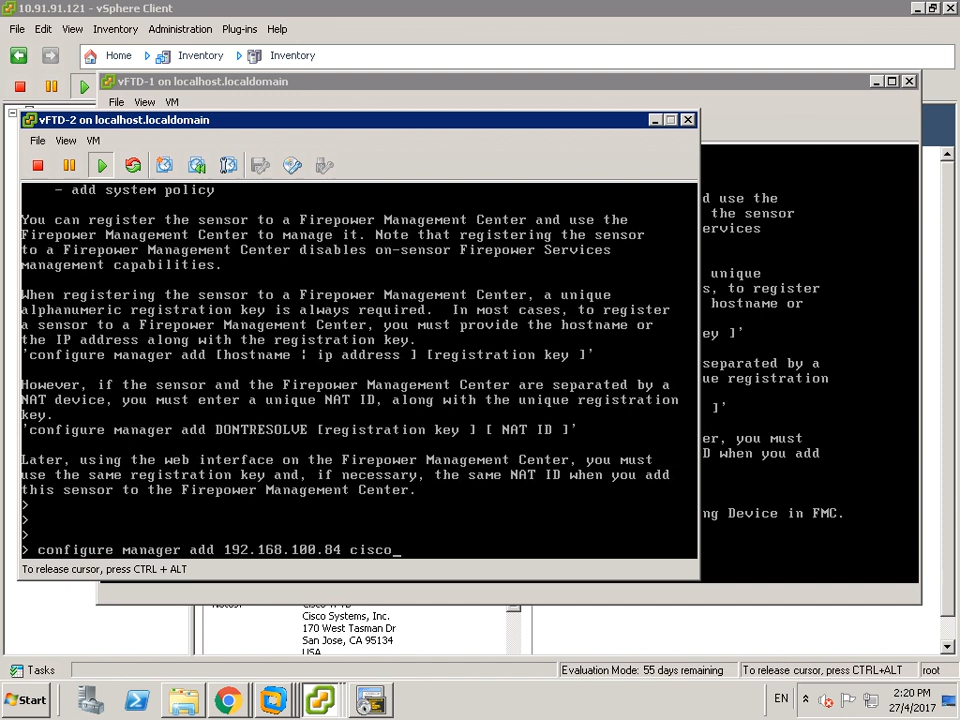 10.91.91.121 - vSphere Client
File Edit View Inventory Administration Plug-ins Help
Home Inventory Inventory
vFTD-1 on localhost.localdomain
File View VM
vFTD-2 on localhost.localdomain
File View VM
- add system policy
You can register the sensor to a Firepower Management Center and use the
Firepower Management Center to manage it. Note that registering the sensor
to a Firepower Management Center disables on-sensor Firepower Services
management capabilities.
When registering the sensor to a Firepower Management Center, a unique
alphanumeric registration key is always required.  In most cases, to register
a sensor to a Firepower Management Center, you must provide the hostname or
the IP address along with the registration key.
'configure manager add [hostname | ip address ] [registration key ]'
However, if the sensor and the Firepower Management Center are separated by a
NAT device, you must enter a unique NAT ID, along with the unique registration
key.
'configure manager add DONTRESOLVE [registration key ] [ NAT ID ]'
Later, using the web interface on the Firepower Management Center, you must
use the same registration key and, if necessary, the same NAT ID when you add
this sensor to the Firepower Management Center.
>
>
>
> configure manager add 192.168.100.84 cisco_
To release cursor, press CTRL + ALT
d use the
the sensor
ervices
unique
s, to register
hostname or
ey ]'
separated by a
ue registration
]'
er, you must
D when you add
ng Device in FMC.
Cisco Systems, Inc.
170 West Tasman Dr
San Jose, CA 95134
USA
Tasks
Evaluation Mode: 55 days remaining
To release cursor, press CTRL+ALT
root
Start
EN
2:20 PM
27/4/2017